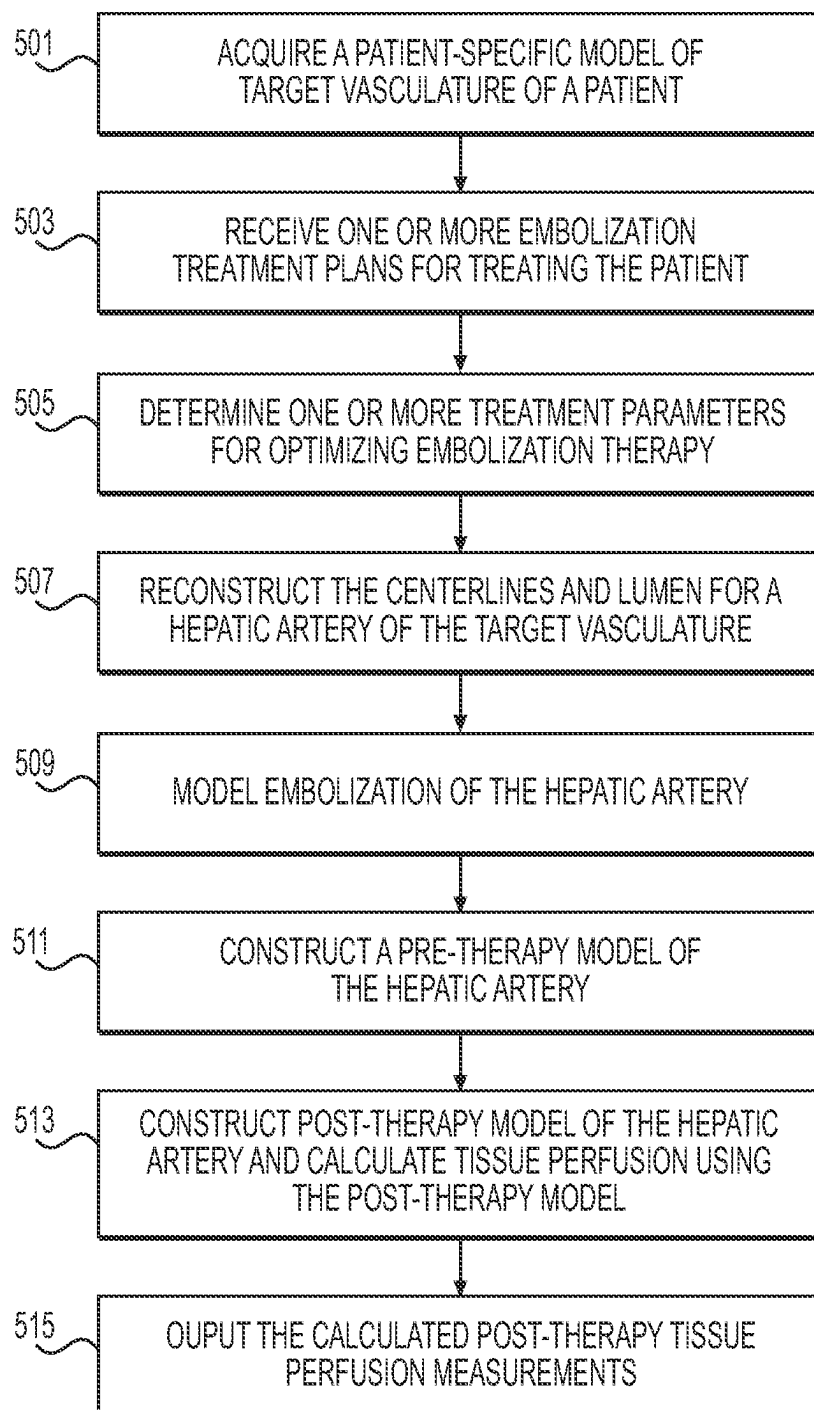 501
ACQUIRE A PATIENT-SPECIFIC MODEL OF
TARGET VASCULATURE OF A PATIENT
503
RECEIVE ONE OR MORE EMBOLIZATION
TREATMENT PLANS FOR TREATING THE PATIENT
505
DETERMINE ONE OR MORE TREATMENT PARAMETERS
FOR OPTIMIZING EMBOLIZATION THERAPY
507
RECONSTRUCT THE CENTERLINES AND LUMEN FOR A
HEPATIC ARTERY OF THE TARGET VASCULATURE
509
MODEL EMBOLIZATION OF THE HEPATIC ARTERY
511
CONSTRUCT A PRE-THERAPY MODEL OF
THE HEPATIC ARTERY
513
CONSTRUCT POST-THERAPY MODEL OF THE HEPATIC
ARTERY AND CALCULATE TISSUE PERFUSION USING
THE POST-THERAPY MODEL
515
OUPUT THE CALCULATED POST-THERAPY TISSUE
PERFUSION MEASUREMENTS